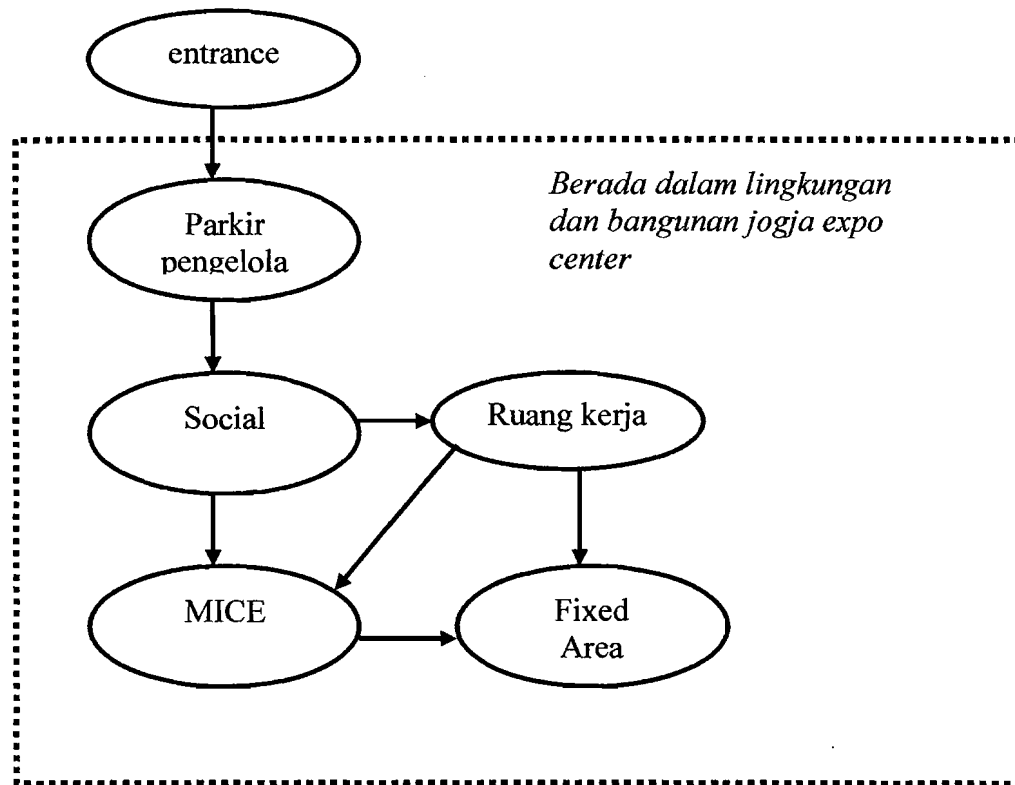 entrance
Berada dalam lingkungan
dan bangunan jogja expo
center
Parkir
pengelola
Social
Ruang kerja
MICE
Fixed
Area